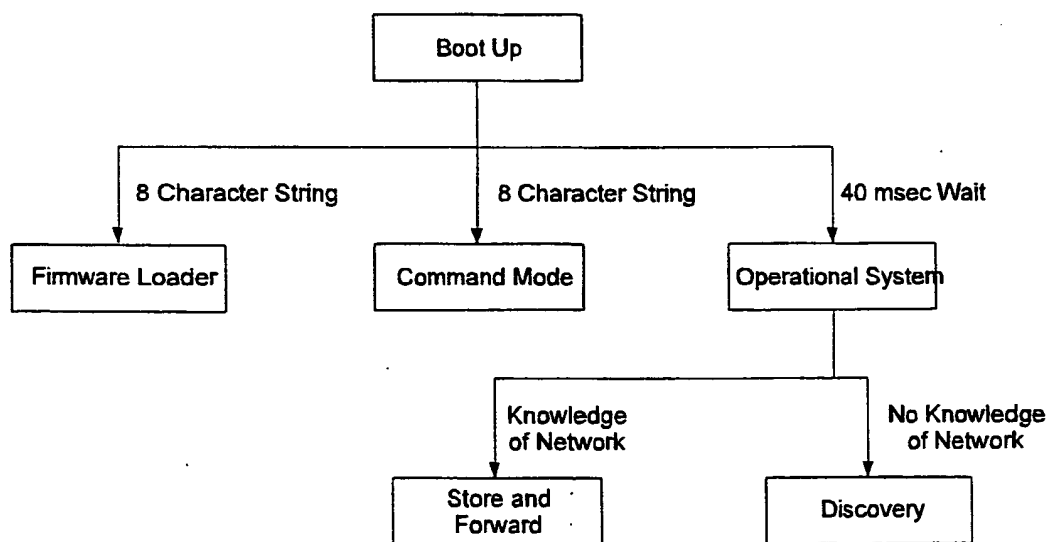 Boot Up
8 Character String
8 Character String
40 msec Wait
Firmware Loader
Command Mode
Operational System
Knowledge
of Network
No Knowledge
of Network
Store and
Forward
Discovery